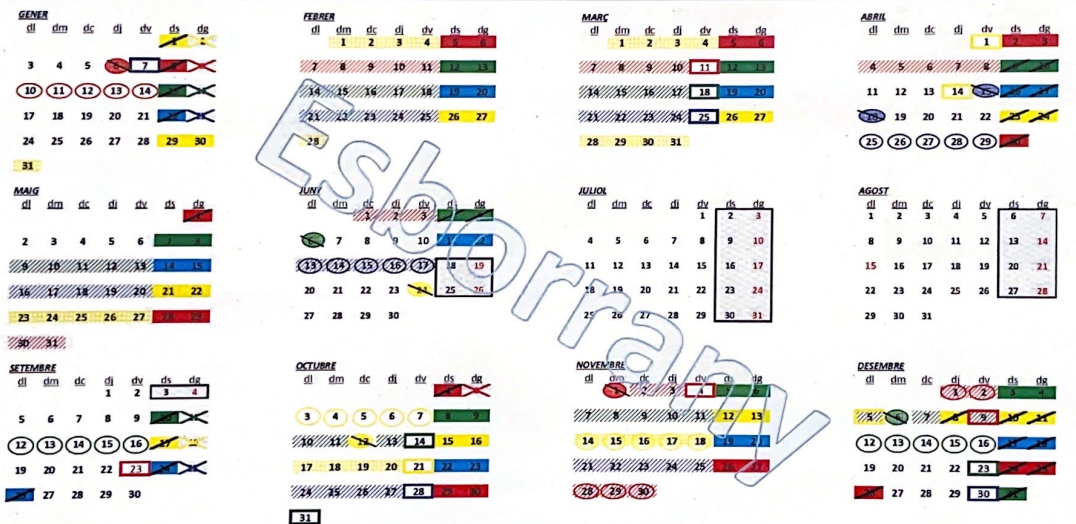 GENER
dl dm dc dj dv ds dg
1
3 4 5 6 7
10 11 12 13 14
17 18 19 20 21
24 25 26 27 28 29 30
31
FEBRER
dl dm dc dj dv ds dg
1 2 3 4 5 6
7 8 9 10 11 12 13
14 15 16 17 18 19 20
21 22 23 24 25 26 27
28
MARÇ
dl dm dc dj dv ds dg
1 2 3 4 5 6
7 8 9 10 11 12 13
14 15 16 17 18 19 20
21 22 23 24 25 26 27
28 29 30 31
ABRIL
dl dm dc dj dv ds dg
1 2 3
4 5 6 7 8
11 12 13 14 15
19 20 21 22 23 24
25 26 27 28 29
MAIG
dl dm dc dj dv ds dg
2 3 4 5 6 7 8
9 10 11 12 13 14 15
16 17 18 19 20 21 22
23 24 25 26 27 28 29
30 31
JUNY
dl dm dc dj dv ds dg
1 2 3
6 7 8 9 10
13 14 15 16 17 18 19
20 21 22 23 25 26
27 28 29 30
JULIOL
dl dm dc dj dv ds dg
1 2 3
4 5 6 7 8 9 10
11 12 13 14 15 16 17
18 19 20 21 22 23 24
25 26 27 28 29 30 31
AGOST
dl dm dc dj dv ds dg
1 2 3 4 5 6 7
8 9 10 11 12 13 14
15 16 17 18 19 20 21
22 23 24 25 26 27 28
29 30 31
SETEMBRE
dl dm dc dj dv ds dg
1 2 3 4
5 6 7 8 9
12 13 14 15 16 17
19 20 21 22 23
27 28 29 30
OCTUBRE
dl dm dc dj dv ds dg
3 4 5 6 7 8 9
10 11 12 13 14 15 16
17 18 19 20 21 22 23
24 25 26 27 28 29 30
31
NOVEMBRE
dl dm dc dj dv ds dg
1 2 3 4 5 6
7 8 9 10 11 12 13
14 15 16 17 18 19 20
21 22 23 24 25 26 27
28 29 30
DESEMBRE
dl dm dc dj dv ds dg
1 2 3 4
5 6 7 8 9 10 11
12 13 14 15 16
19 20 21 22 23
27 28 29 30
Esborrany